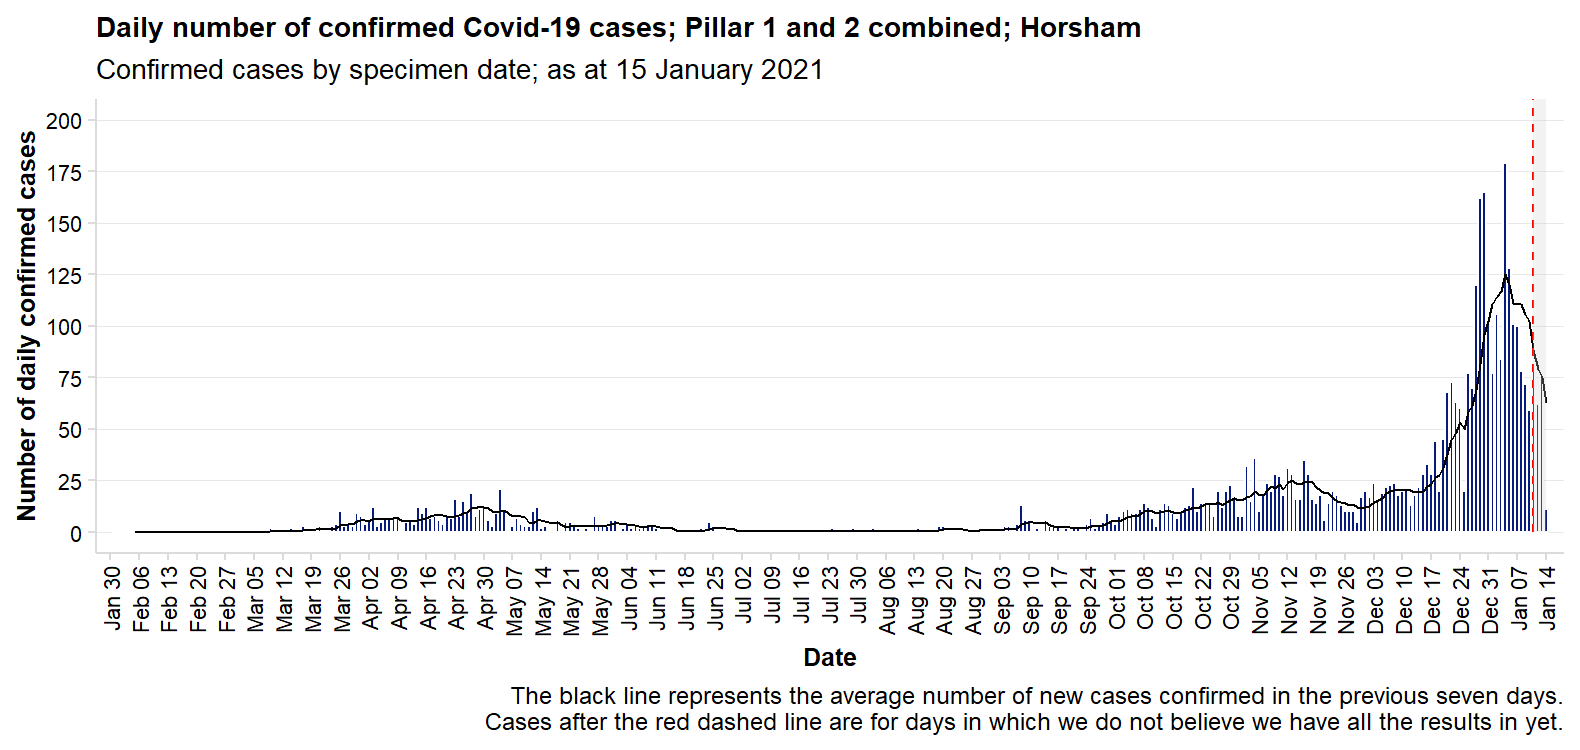 Daily number of confirmed Covid-19 cases; Pillar 1 and 2 combined; Horsham
Confirmed cases by specimen date; as at 15 January 2021
Number of daily confirmed cases
200
175
150
125
100
75
50
25
0
Jan 30
Feb 06
Feb 13
Feb 20
Feb 27
Mar 05
Mar 12
Mar 19
Mar 26
Apr 02
Apr 09
Apr 16
Apr 23
Apr 30
May 07
May 14
May 21
May 28
Jun 04
Jun 11
Jun 18
Jun 25
Jul 02
Jul 09
Jul 16
Jul 23
Jul 30
Aug 06
Aug 13
Aug 20
Aug 27
Sep 03
Sep 10
Sep 17
Sep 24
Oct 01
Oct 08
Oct 15
Oct 22
Oct 29
Nov 05
Nov 12
Nov 19
Nov 26
Dec 03
Dec 10
Dec 17
Dec 24
Dec 31
Jan 07
Jan 14
Date
The black line represents the average number of new cases confirmed in the previous seven days.
Cases after the red dashed line are for days in which we do not believe we have all the results in yet.